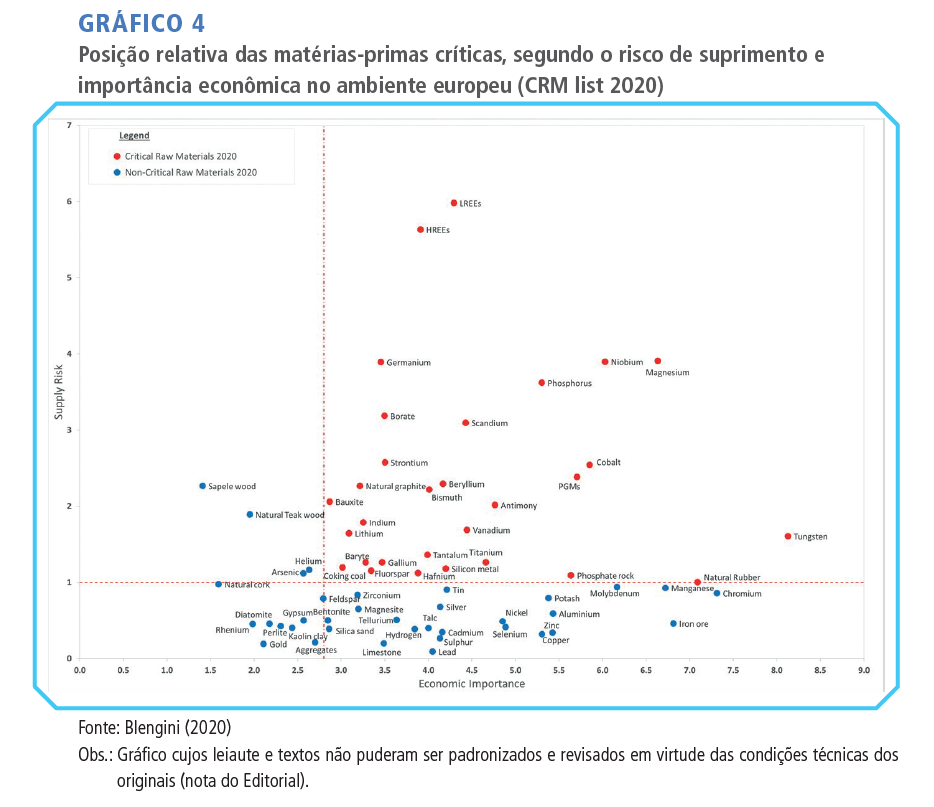 GRÁFICO 4
Posição relativa das matérias-primas críticas, segundo o risco de suprimento e
importância econômica no ambiente europeu (CRM list 2020)
7
Legend
Critical Raw Materials 2020
Non-Critical Raw Materials 2020
6
LREEs
HREEs
5
4
Germanium
Niobium
Magnesium
Phosphorus
Supply Risk
Borate
Scandium
3
Strontium
Cobalt
Sapele wood
Natural graphite
Beryllium
PGMs
Bismuth
2
Bauxite
Antimony
Natural Teak wood
Indium
Lithium
Vanadium
Tungsten
Baryte
Tantalum
Titanium
Helium
Gallium
Arsenic
Coking coal
Fluorspar
Hafnium
Silicon metal
Phosphate rock
Natural Rubber
1
Natural cork
Tin
Molybdenum
Manganese
Chromium
Feldspar
Zirconium
Potash
Magnesite
Silver
Aluminium
Diatomite
Gypsum
Bentonite
Tellurium
Talc
Nickel
Zinc
Iron ore
Rhenium
Perlite
Kaolin clay
Silica sand
Hydrogen
Cadmium
Selenium
Copper
Gold
Aggregates
Limestone
Sulphur
Lead
0
0.0 0.5 1.0 1.5 2.0 2.5 3.0 3.5 4.0 4.5 5.0 5.5 6.0 6.5 7.0 7.5 8.0 8.5 9.0
Economic Importance
Fonte: Blengini (2020)
Obs.: Gráfico cujos leiaute e textos não puderam ser padronizados e revisados em virtude das condições técnicas dos
originais (nota do Editorial).